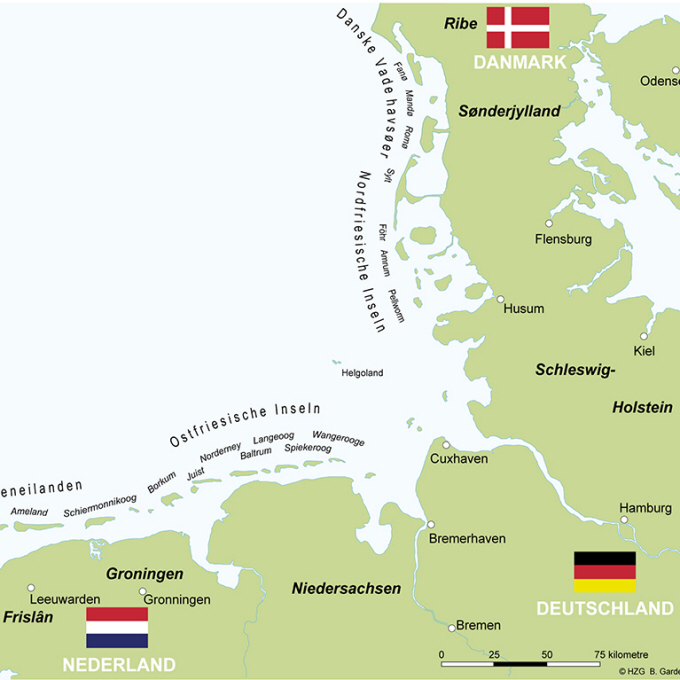 Ribe
DANMARK
Danske Vadehavsøer
Fanø
Mandø
Rømø
Sønderjylland
Odense
Sylt
Nordfriesische Inseln
Föhr
Amrum
Pellworm
Flensburg
Husum
Kiel
Helgoland
Schleswig-
Holstein
Ostfriesische Inseln
Wangerooge
Langeoog
Spiekeroog
Norderney
Baltrum
Juist
Borkum
Cuxhaven
eneilanden
Ameland
Schiermonnikoog
Hamburg
Bremerhaven
Groningen
Niedersachsen
Leeuwarden
Gronningen
DEUTSCHLAND
Frislân
Bremen
NEDERLAND
0 25 50 75 kilometre
© HZG B. Garde